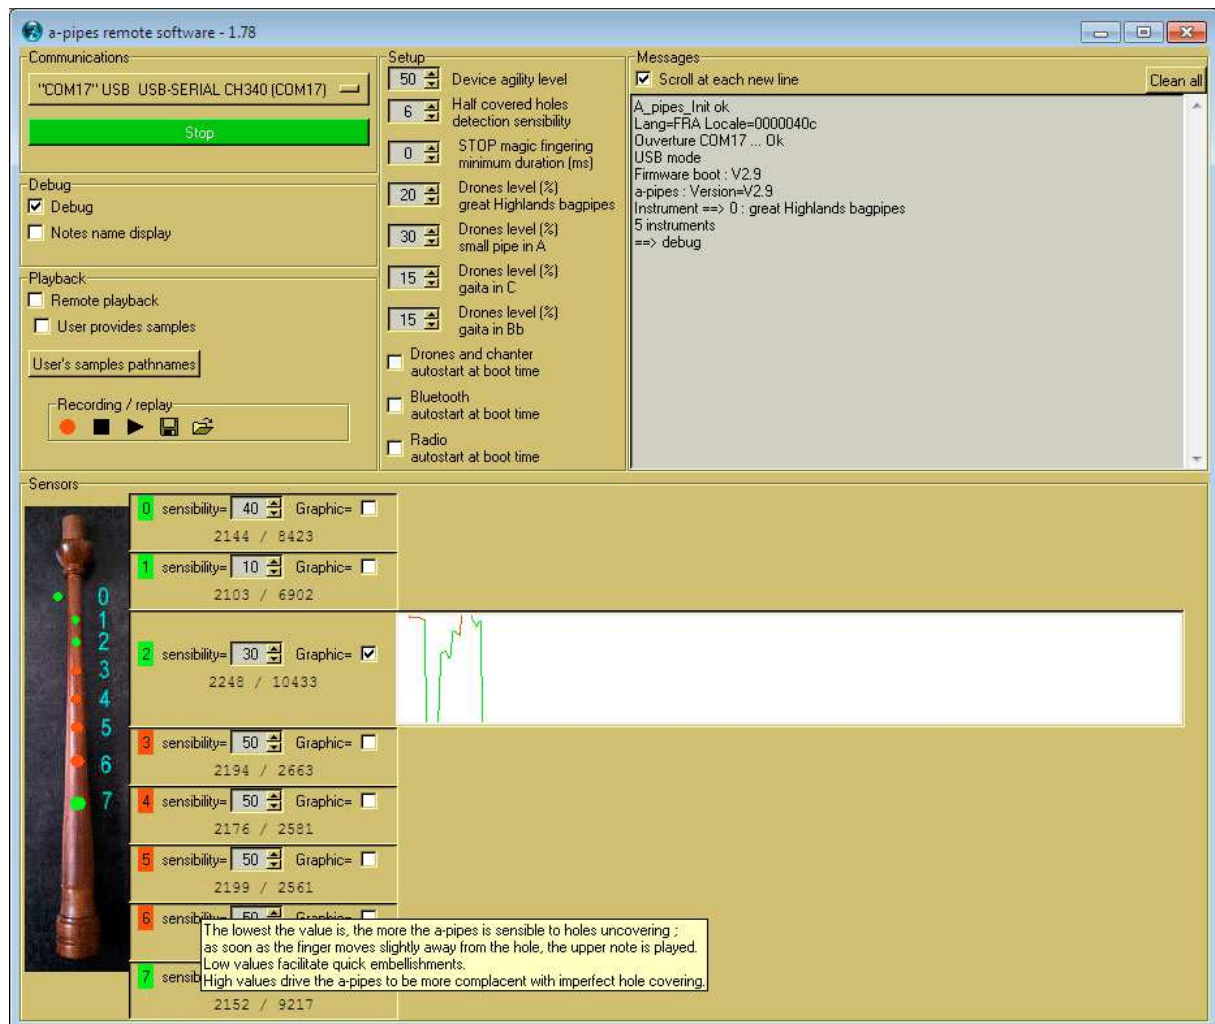 a-pipes remote software - 1.78
Communications
"COM17" USB USB-SERIAL CH340 (COM17)
Stop
Debug
Debug
Notes name display
Playback
Remote playback
User provides samples
User's samples pathnames
Recording / replay
Setup
50 Device agility level
6 Half covered holes
detection sensibility
0 STOP magic fingering
minimum duration (ms)
20 Drones level (%)
great Highlands bagpipes
30 Drones level (%)
small pipe in A
15 Drones level (%)
gaita in C
15 Drones level (%)
gaita in Bb
Drones and chanter
autostart at boot time
Bluetooth
autostart at boot time
Radio
autostart at boot time
Messages
Scroll at each new line
Clean all
A_pipes_Init ok
Lang=FRA Locale=0000040c
Ouverture COM17 ... Ok
USB mode
Firmware boot : V2.9
a-pipes : Version=V2.9
Instrument ==> 0 : great Highlands bagpipes
5 instruments
==> debug
Sensors
0
1
2
3
4
5
6
7
0 sensibility= 40 Graphic=
2144 / 8423
1 sensibility= 10 Graphic=
2103 / 6902
2 sensibility= 30 Graphic=
2248 / 10433
3 sensibility= 50 Graphic=
2194 / 2663
4 sensibility= 50 Graphic=
2176 / 2581
5 sensibility= 50 Graphic=
2199 / 2561
6 sensibility= 50 Graphic=
The lowest the value is, the more the a-pipes is sensible to holes uncovering ;
as soon as the finger moves slightly away from the hole, the upper note is played.
Low values facilitate quick embellishments.
High values drive the a-pipes to be more complacent with imperfect hole covering.
7 sensib
2152 / 9217